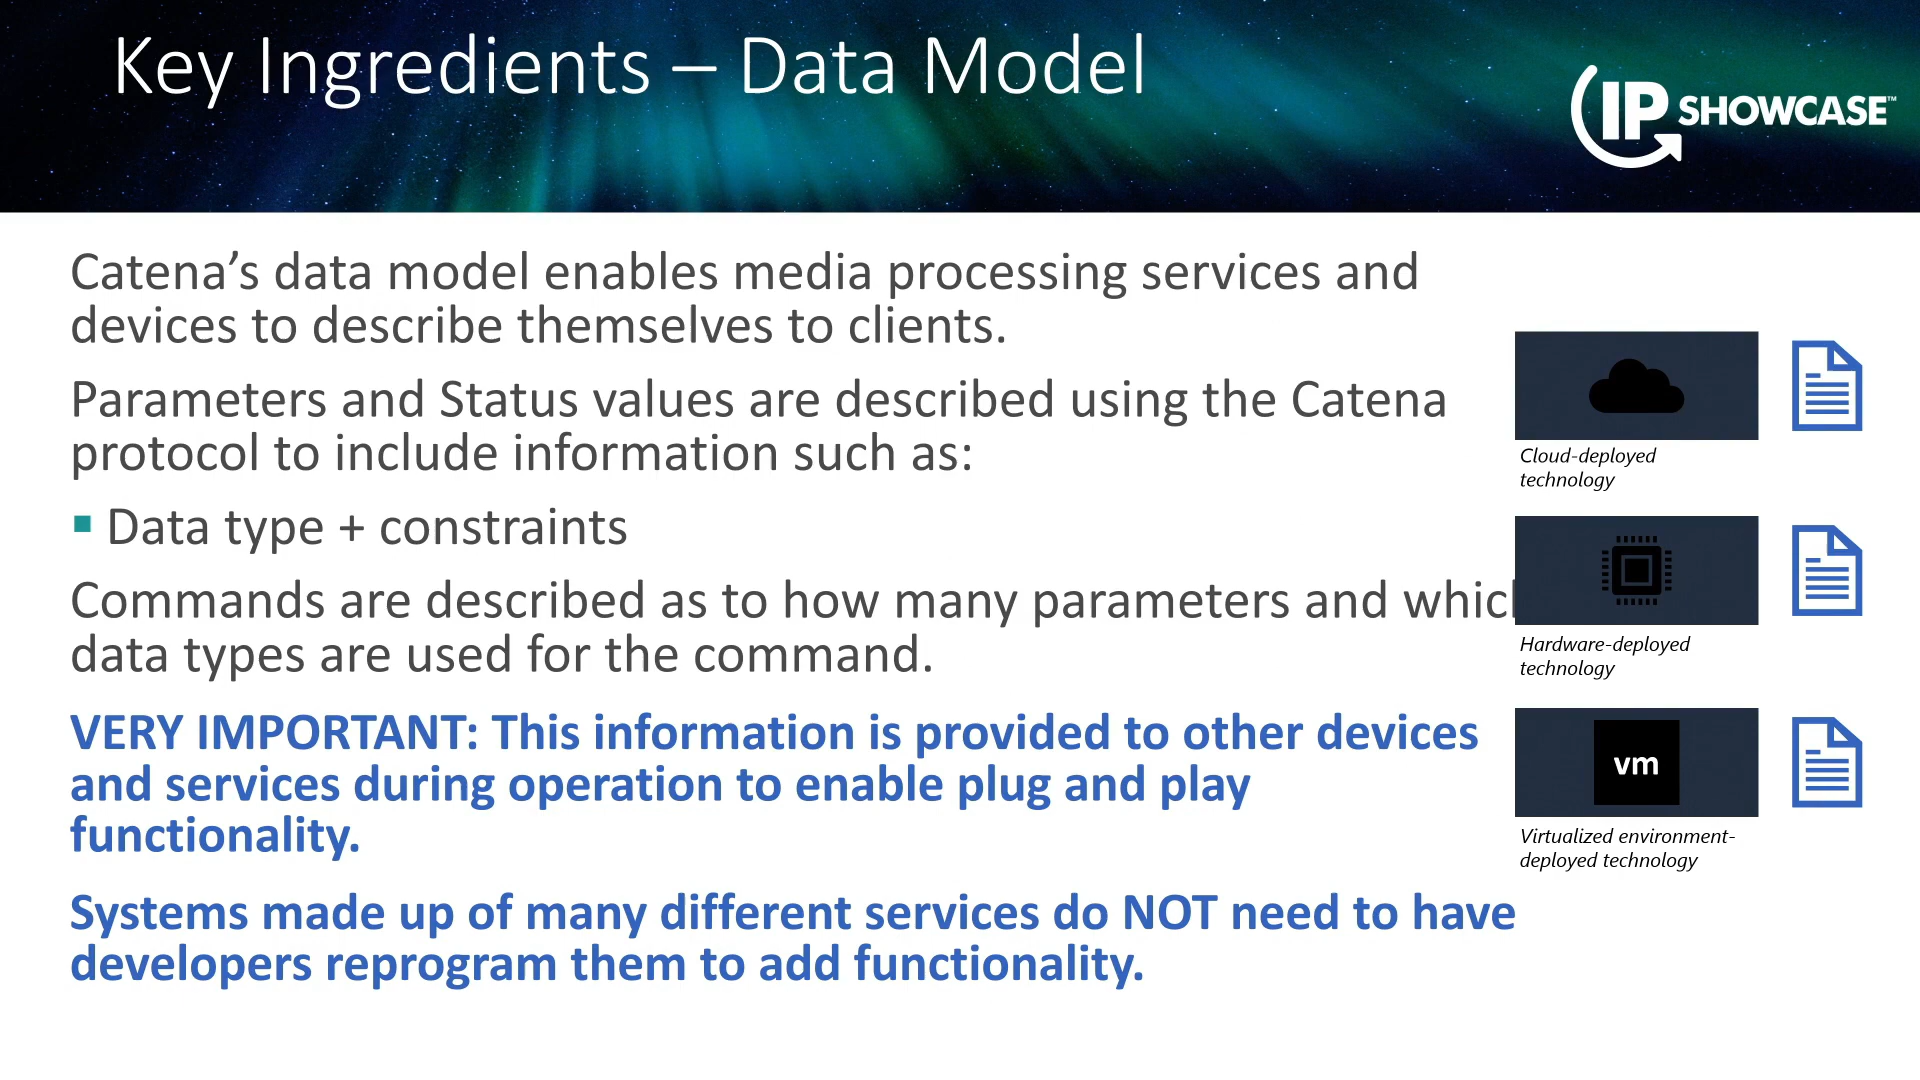 Key Ingredients – Data Model
IP SHOWCASE™
Catena’s data model enables media processing services and
devices to describe themselves to clients.
Parameters and Status values are described using the Catena
protocol to include information such as:
▪ Data type + constraints
Commands are described as to how many parameters and which
data types are used for the command.
VERY IMPORTANT: This information is provided to other devices
and services during operation to enable plug and play
functionality.
Systems made up of many different services do NOT need to have
developers reprogram them to add functionality.
Cloud-deployed
technology
Hardware-deployed
technology
vm
Virtualized environment-
deployed technology